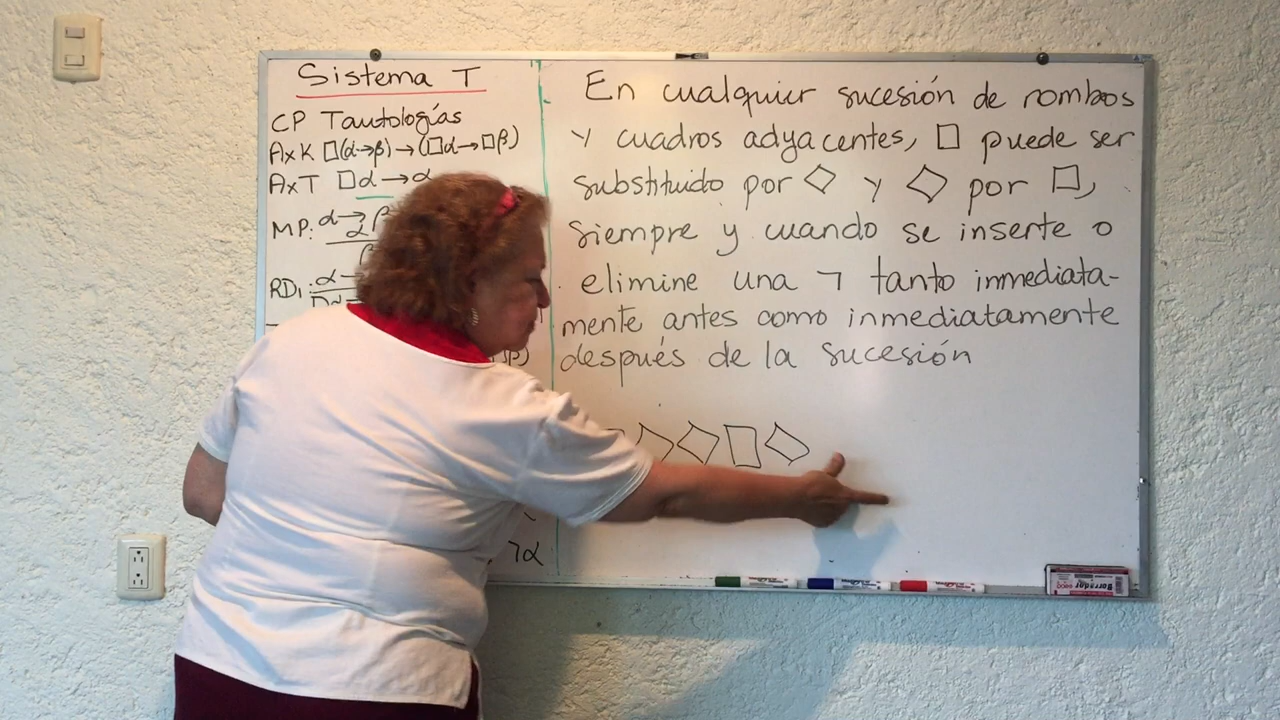 Sistema T
CP Tautologías
AxK □(α→β)→(□α→□β)
AxT □α→α
MP: α→β
α
β
RD1: α→
□α→
β)
¬α
En cualquier sucesión de rombos
y cuadros adyacentes, □ puede ser
substituido por ◇ y ◇ por □,
siempre y cuando se inserte o
elimine una ¬ tanto inmediata-
mente antes como inmediatamente
después de la sucesión
◇◇□◇
Borrador